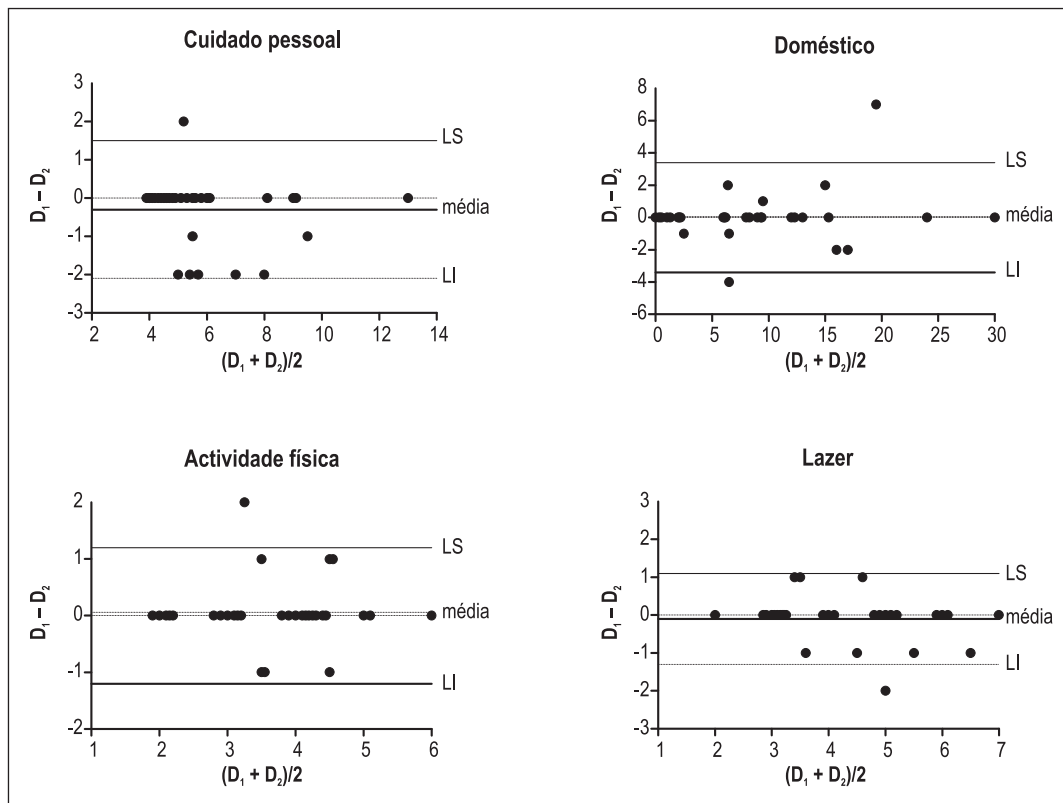 Cuidado pessoal
3
2
1
0
-1
-2
-3
D₁ – D₂
LS
média
LI
2 4 6 8 10 12 14
(D₁ + D₂)/2
Doméstico
8
6
4
2
0
-2
-4
-6
D₁ – D₂
LS
média
LI
0 5 10 15 20 25 30
(D₁ + D₂)/2
Actividade física
2
1
0
-1
-2
D₁ – D₂
LS
média
LI
1 2 3 4 5 6
(D₁ + D₂)/2
Lazer
3
2
1
0
-1
-2
-3
D₁ – D₂
LS
média
LI
1 2 3 4 5 6 7
(D₁ + D₂)/2